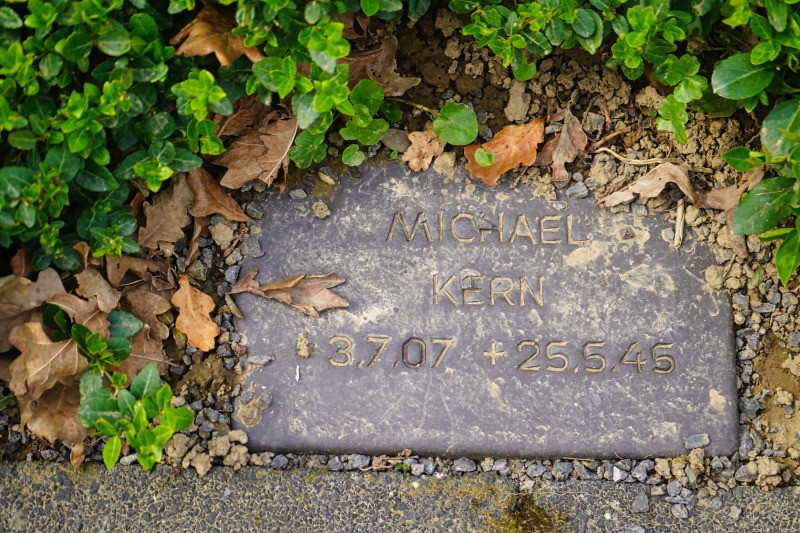 MICHAEL
KERN
* 3.7.07 + 25.5.45